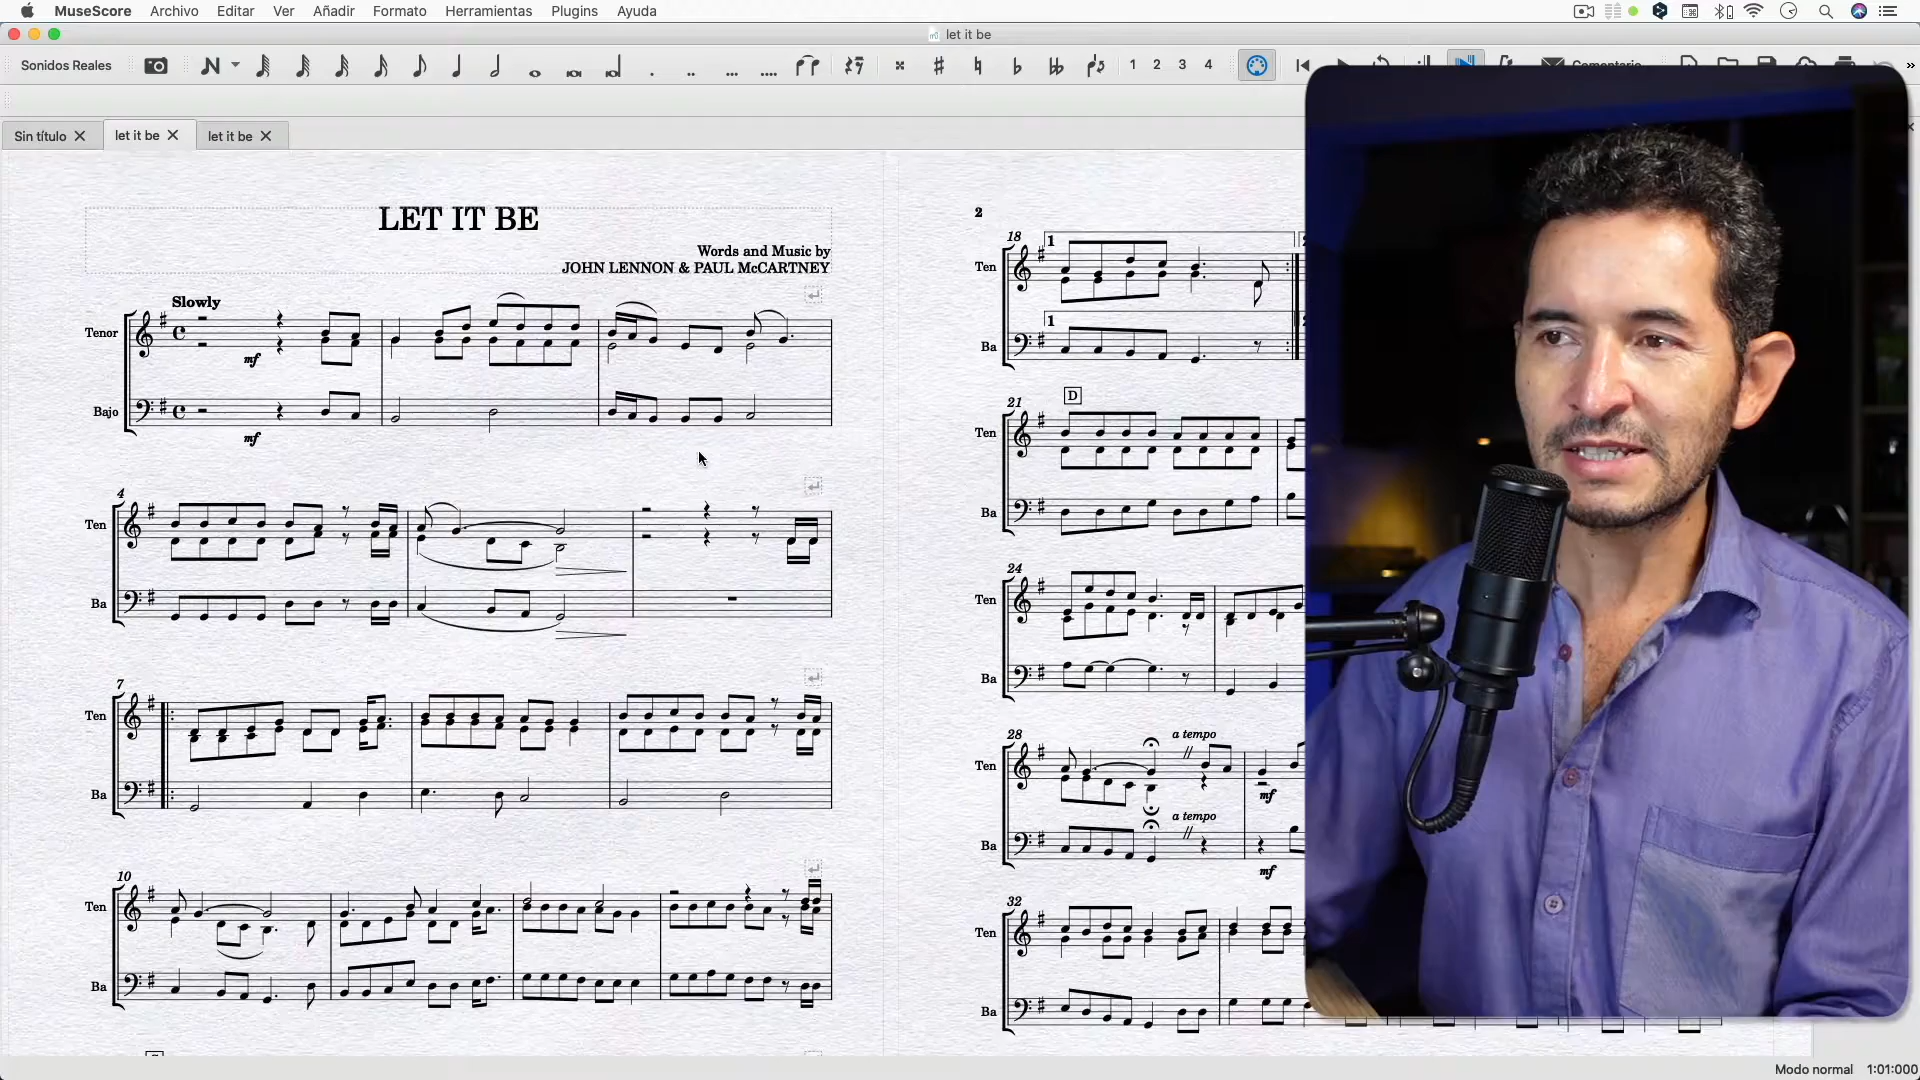 MuseScore Archivo Editar Ver Añadir Formato Herramientas Plugins Ayuda
let it be
Sonidos Reales
1 2 3 4
Comentario
Sin título let it be let it be
LET IT BE
Words and Music by
JOHN LENNON & PAUL McCARTNEY
Slowly
Tenor
mf
Bajo
mf
4
Ten
Ba
7
Ten
Ba
10
Ten
Ba
2
18
1
Ten
1
Ba
D
21
Ten
Ba
24
Ten
Ba
28
a tempo
Ten
mf
a tempo
Ba
mf
32
Ten
Ba
Modo normal 1:01:000